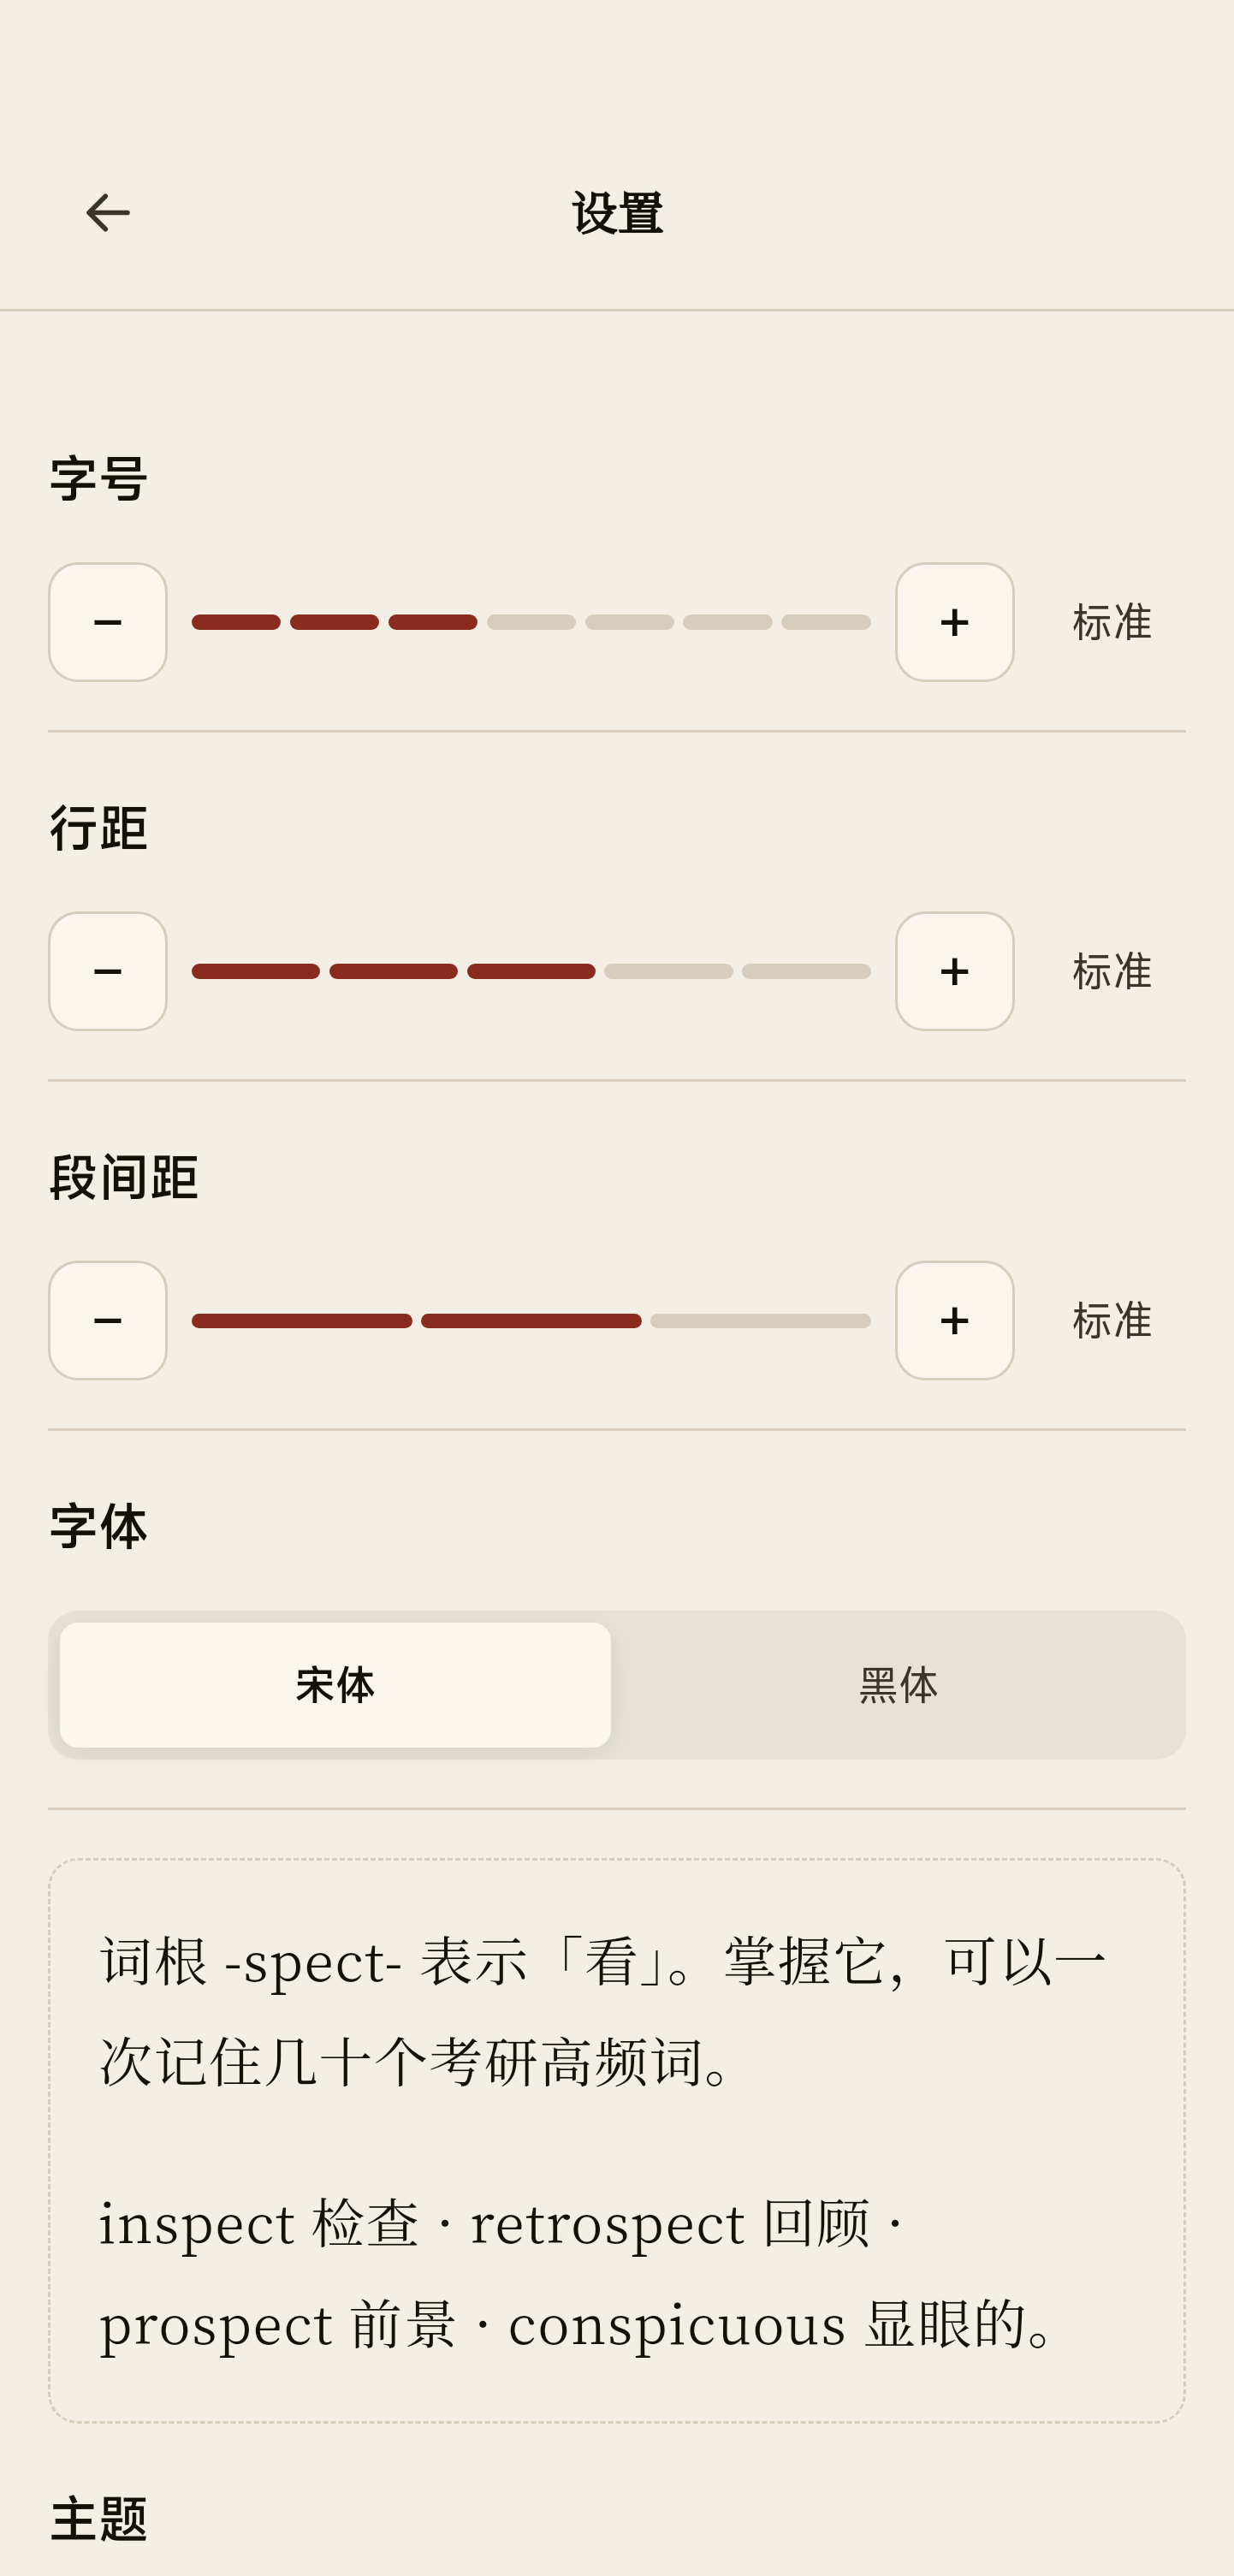 设置
字号
− + 标准
行距
− + 标准
段间距
− + 标准
字体
宋体 黑体
词根 -spect- 表示「看」。掌握它，可以一
次记住几十个考研高频词。
inspect 检查 · retrospect 回顾 ·
prospect 前景 · conspicuous 显眼的。
主题